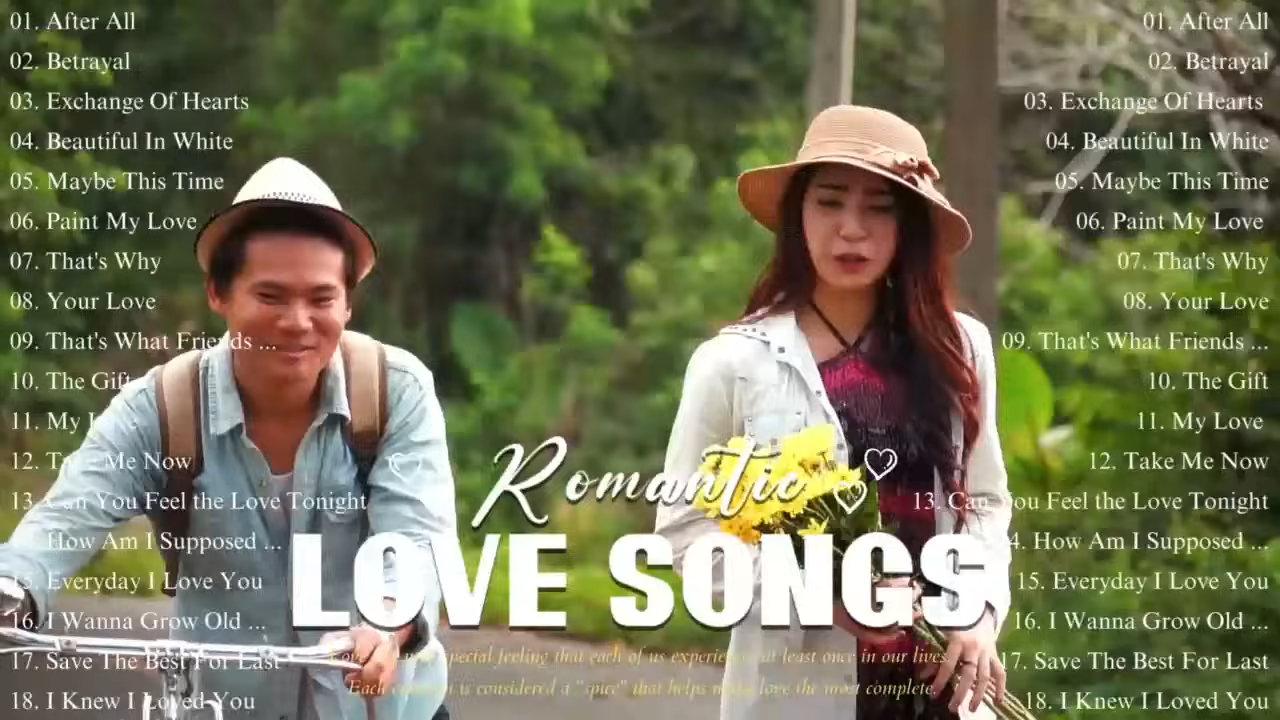 01. After All
02. Betrayal
03. Exchange Of Hearts
04. Beautiful In White
05. Maybe This Time
06. Paint My Love
07. That's Why
08. Your Love
09. That's What Friends ...
10. The Gift
11. My
12. Me Now
13. Can You Feel the Love Tonight
How Am I Supposed ...
15. Everyday I Love You
16. I Wanna Grow Old ...
17. Save The Best For Last
18. I Knew I Loved You
Romantic
LOVE SONGS
special feeling that each of us experience at least once in our lives.
Each is considered a "spice" that helps make love the most complete.
01. After All
02. Betrayal
03. Exchange Of Hearts
04. Beautiful In White
05. Maybe This Time
06. Paint My Love
07. That's Why
08. Your Love
09. That's What Friends ...
10. The Gift
11. My Love
12. Take Me Now
13. Can You Feel the Love Tonight
4. How Am I Supposed ...
15. Everyday I Love You
16. I Wanna Grow Old ...
17. Save The Best For Last
18. I Knew I Loved You